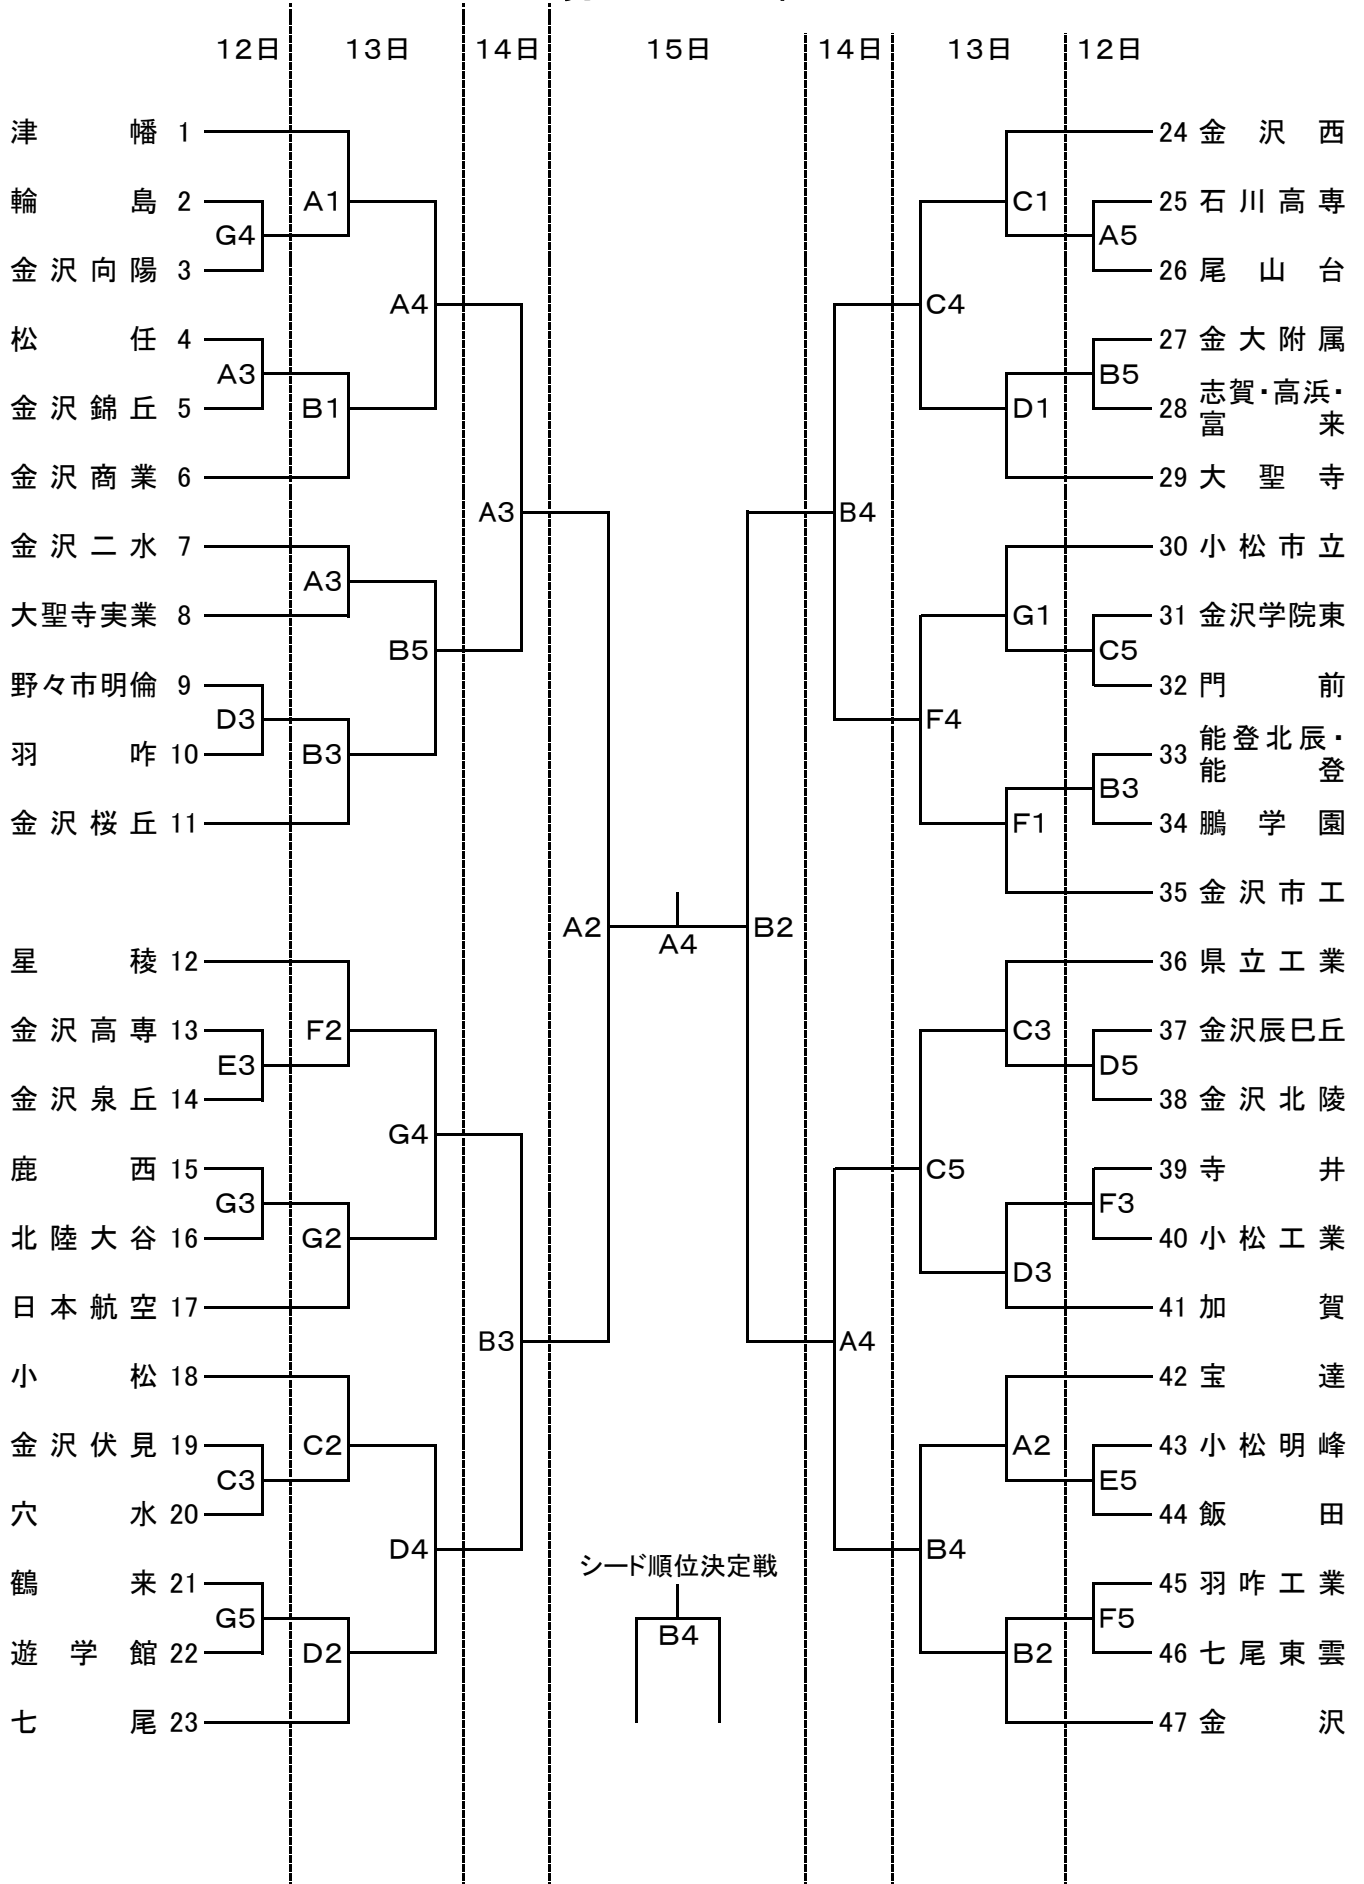 12日 13日 14日 15日 14日 13日 12日
津幡 1
輪島 2
金沢向陽 3
松任 4
金沢錦丘 5
金沢商業 6
金沢二水 7
大聖寺実業 8
野々市明倫 9
羽咋 10
金沢桜丘 11
星稜 12
金沢高専 13
金沢泉丘 14
鹿西 15
北陸大谷 16
日本航空 17
小松 18
金沢伏見 19
穴水 20
鶴来 21
遊学館 22
七尾 23
G4
A3
D3
E3
G3
C3
G5
A1
B1
A3
B3
F2
G2
C2
D2
A4
B5
G4
D4
A3
B3
A2
A4
B2
シード順位決定戦
B4
B4
A4
C4
F4
C5
B4
C1
D1
G1
F1
C3
D3
A2
B2
A5
B5
C5
B3
D5
F3
E5
F5
24 金沢西
25 石川高専
26 尾山台
27 金大附属
28 志賀・高浜・
富来
29 大聖寺
30 小松市立
31 金沢学院東
32 門前
33 能登北辰・
能登
34 鵬学園
35 金沢市工
36 県立工業
37 金沢辰巳丘
38 金沢北陵
39 寺井
40 小松工業
41 加賀
42 宝達
43 小松明峰
44 飯田
45 羽咋工業
46 七尾東雲
47 金沢